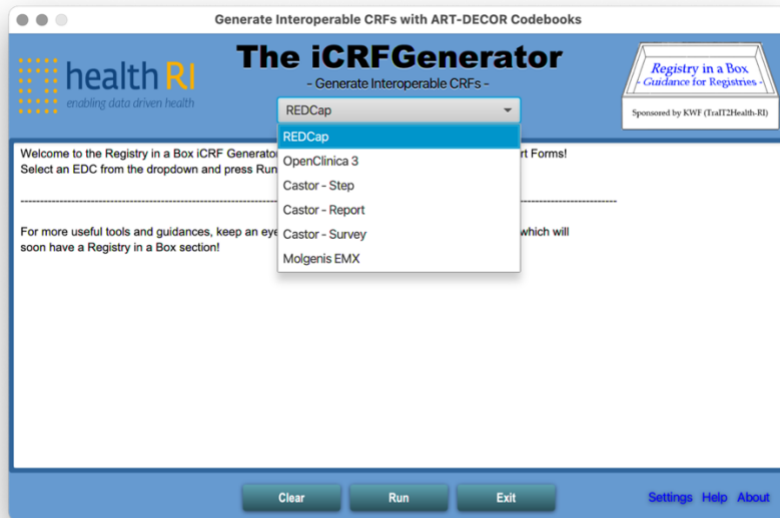 Generate Interoperable CRFs with ART-DECOR Codebooks
health RI
enabling data driven health
The iCRFGenerator
- Generate Interoperable CRFs -
Registry in a Box
- Guidance for Registries -
Sponsored by KWF (TraIT2Health-RI)
REDCap
REDCap
OpenClinica 3
Castor - Step
Castor - Report
Castor - Survey
Molgenis EMX
Welcome to the Registry in a Box iCRF Generator rt Forms!
Select an EDC from the dropdown and press Run
For more useful tools and guidances, keep an eye which will
soon have a Registry in a Box section!
Clear
Run
Exit
Settings Help About